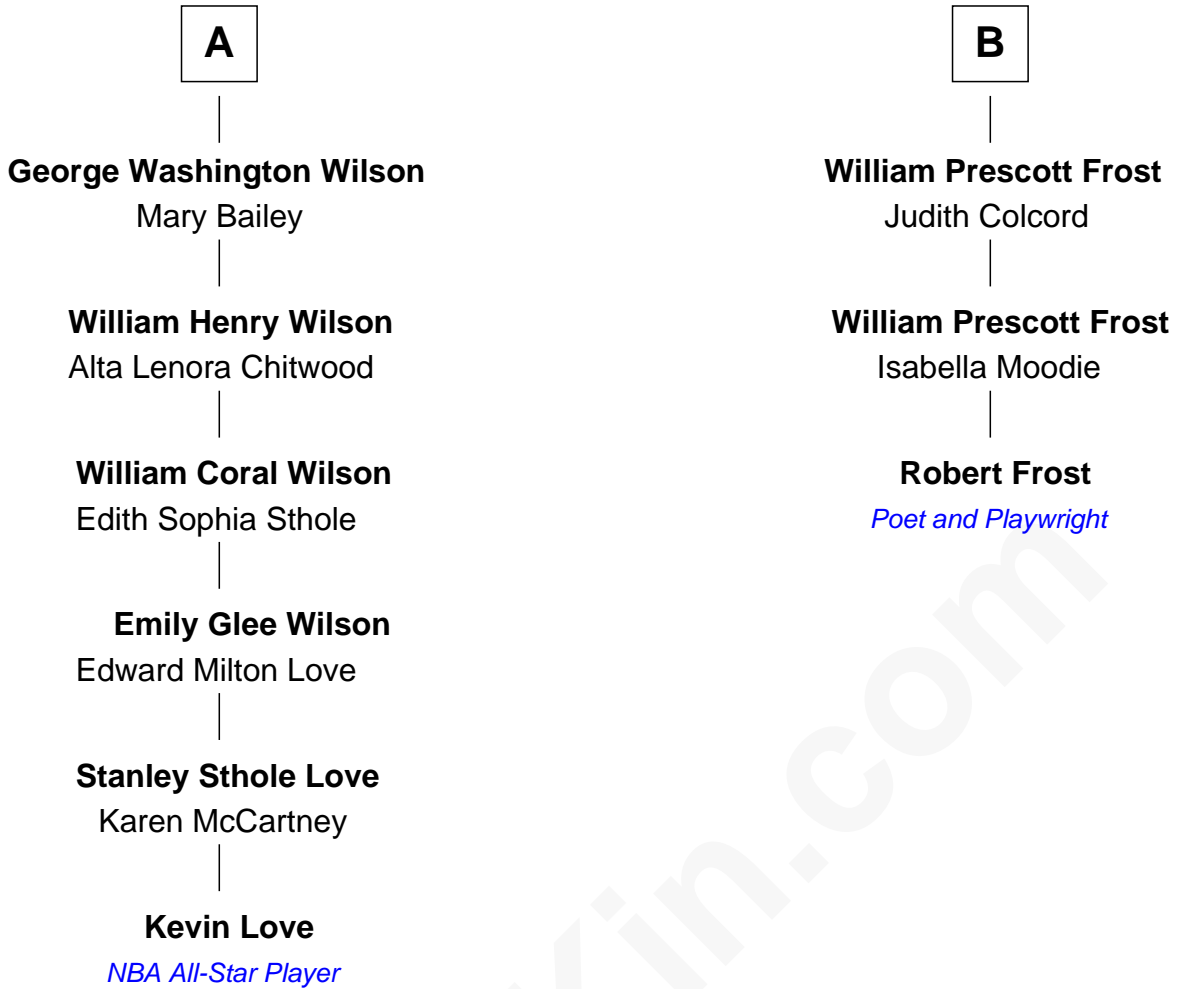 A
George Washington Wilson
Mary Bailey
William Henry Wilson
Alta Lenora Chitwood
William Coral Wilson
Edith Sophia Sthole
Emily Glee Wilson
Edward Milton Love
Stanley Sthole Love
Karen McCartney
Kevin Love
NBA All-Star Player
B
William Prescott Frost
Judith Colcord
William Prescott Frost
Isabella Moodie
Robert Frost
Poet and Playwright
Kin.com